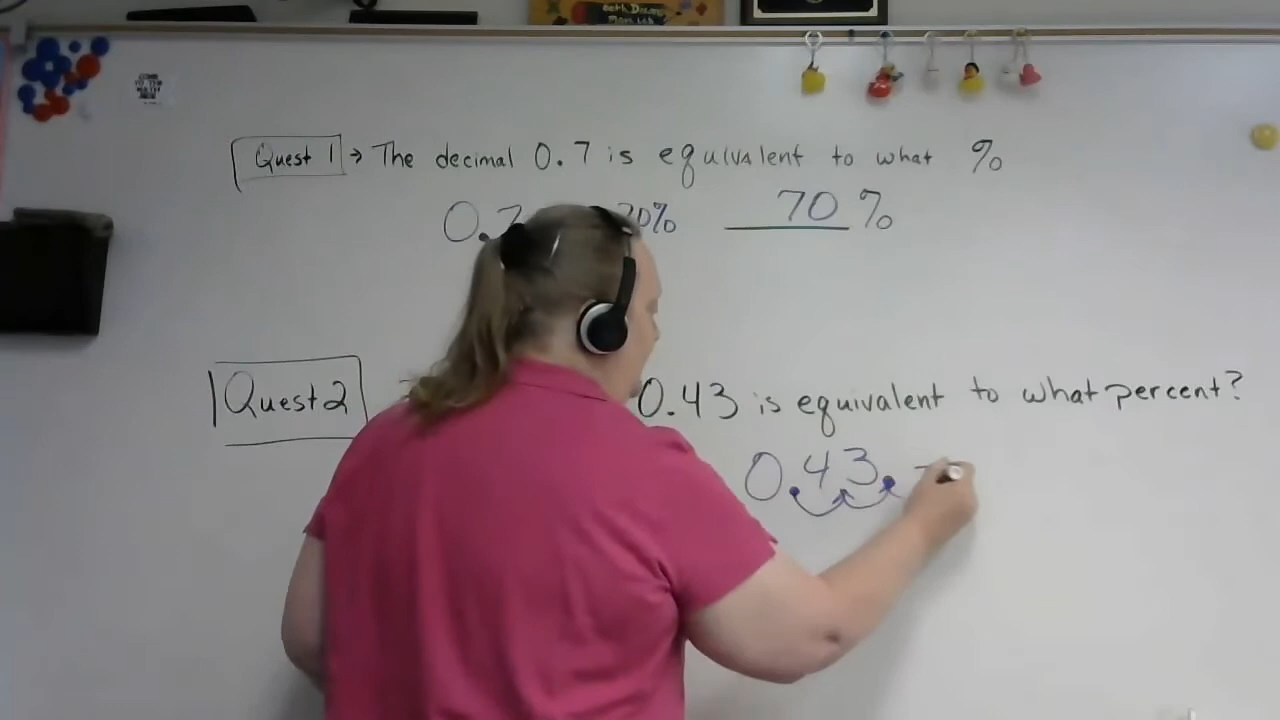 Quest 1 → The decimal 0.7 is equivalent to what %
0.7 70% 70 %
Quest 2 0.43 is equivalent to what percent?
0.43.